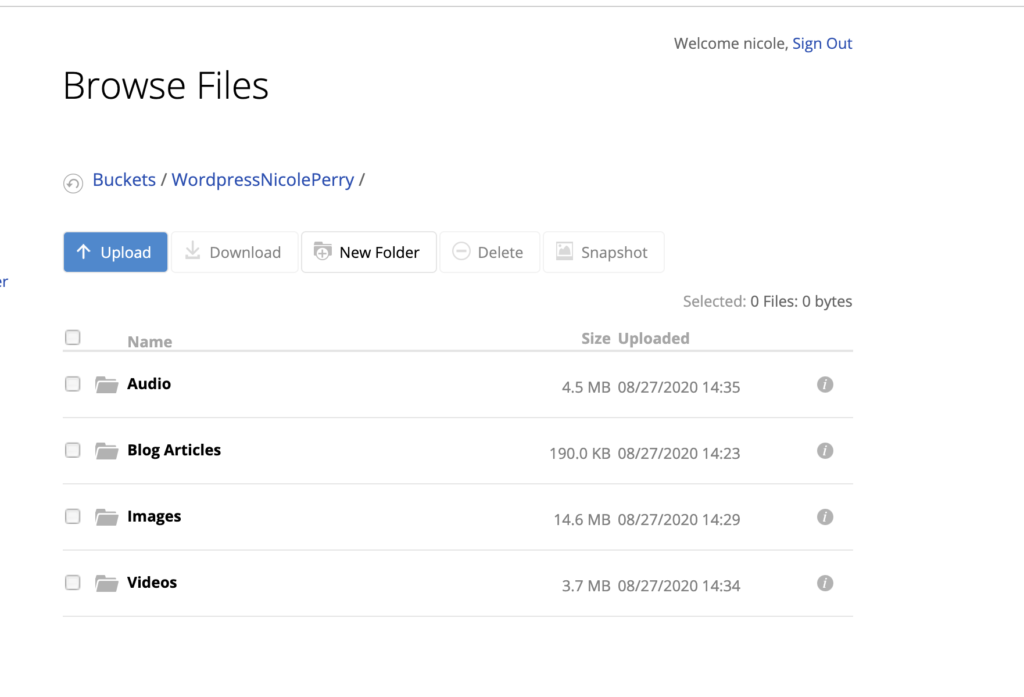 Welcome nicole, Sign Out
Browse Files
Buckets / WordpressNicolePerry /
Upload Download New Folder Delete Snapshot
er
Selected: 0 Files: 0 bytes
Name Size Uploaded
Audio 4.5 MB 08/27/2020 14:35
Blog Articles 190.0 KB 08/27/2020 14:23
Images 14.6 MB 08/27/2020 14:29
Videos 3.7 MB 08/27/2020 14:34